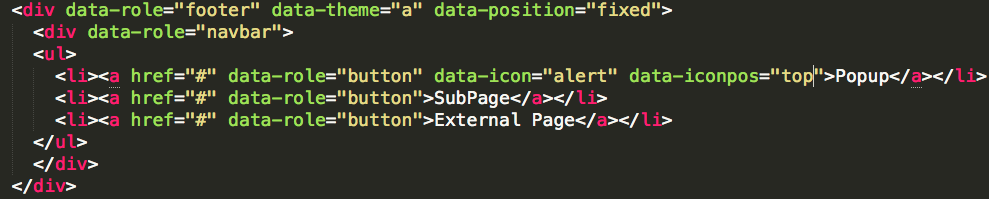 <div data-role="footer" data-theme="a" data-position="fixed">
<div data-role="navbar">
<ul>
<li><a href="#" data-role="button" data-icon="alert" data-iconpos="top">Popup</a></li>
<li><a href="#" data-role="button">SubPage</a></li>
<li><a href="#" data-role="button">External Page</a></li>
</ul>
</div>
</div>